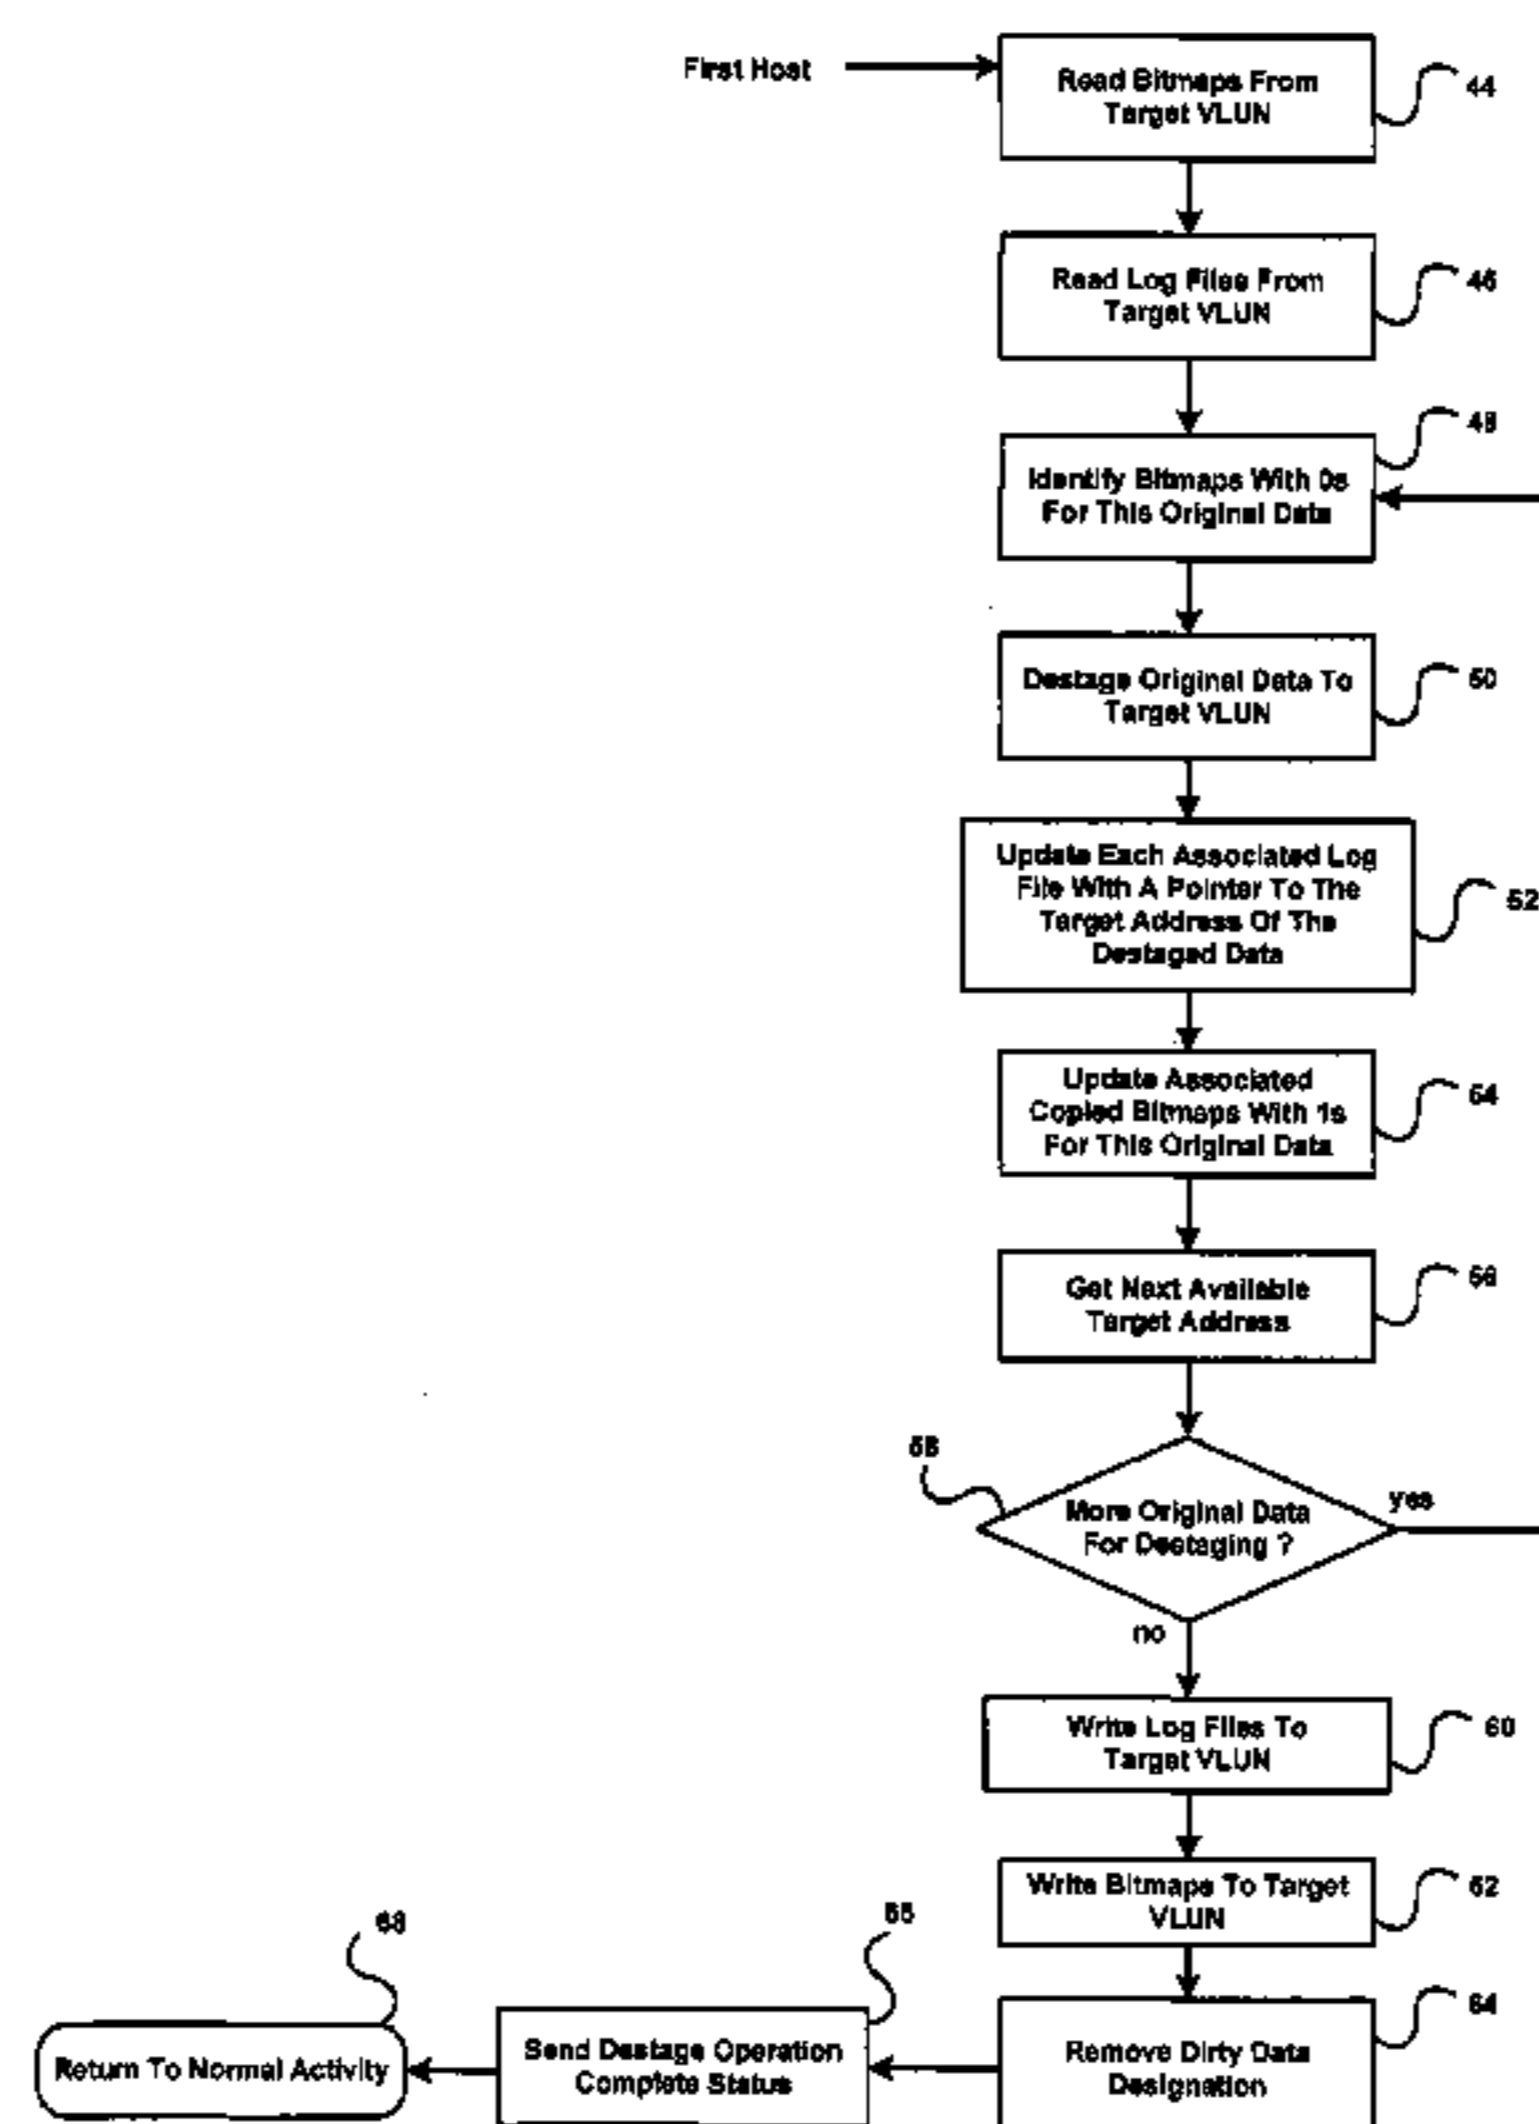 First Host
Read Bitmaps From
Target VLUN
44
Read Log Files From
Target VLUN
46
48
Identify Bitmaps With 0s
For This Original Data
Destage Original Data To
Target VLUN
50
Update Each Associated Log
File With A Pointer To The
Target Address Of The
Destaged Data
52
Update Associated
Copied Bitmaps With 1s
For This Original Data
54
Get Next Available
Target Address
56
58
More Original Data
For Destaging ?
yes
no
Write Log Files To
Target VLUN
60
Write Bitmaps To Target
VLUN
62
64
Remove Dirty Data
Designation
66
Send Destage Operation
Complete Status
68
Return To Normal Activity